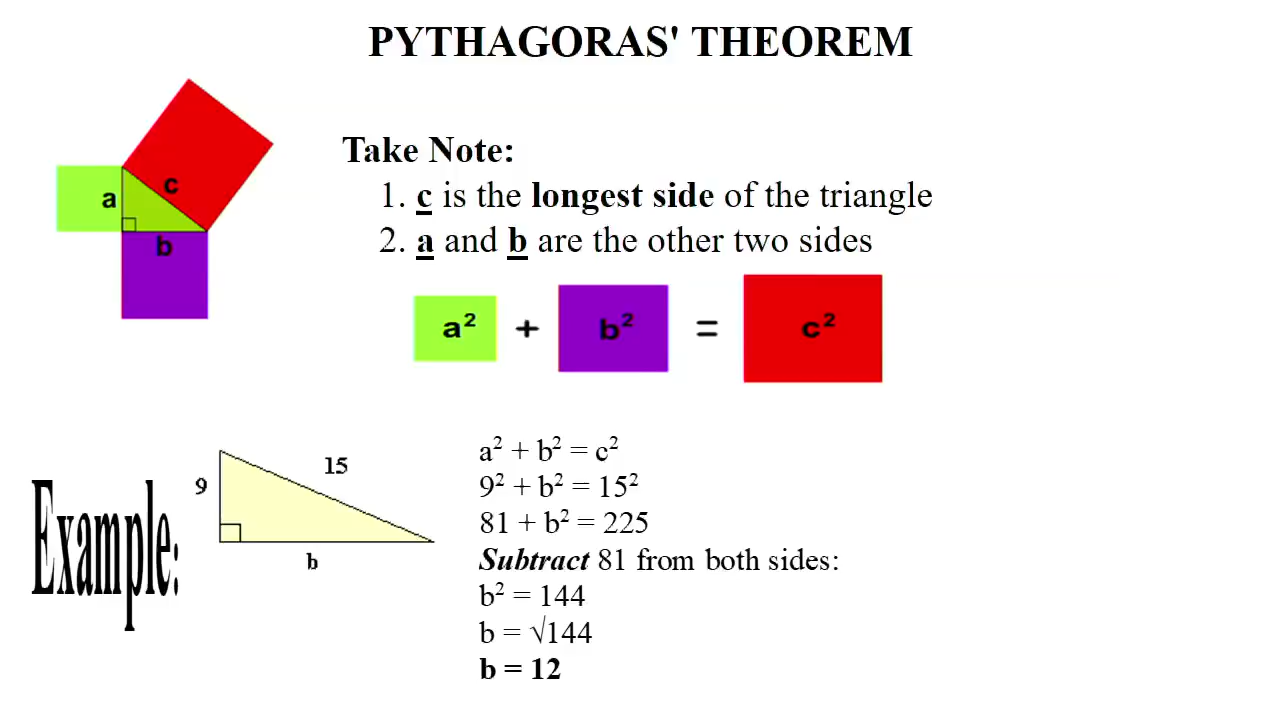 PYTHAGORAS' THEOREM
a
c
b
Take Note:
1. c is the longest side of the triangle
2. a and b are the other two sides
a² + b² = c²
Example:
9
15
b
a² + b² = c²
9² + b² = 15²
81 + b² = 225
Subtract 81 from both sides:
b² = 144
b = √144
b = 12